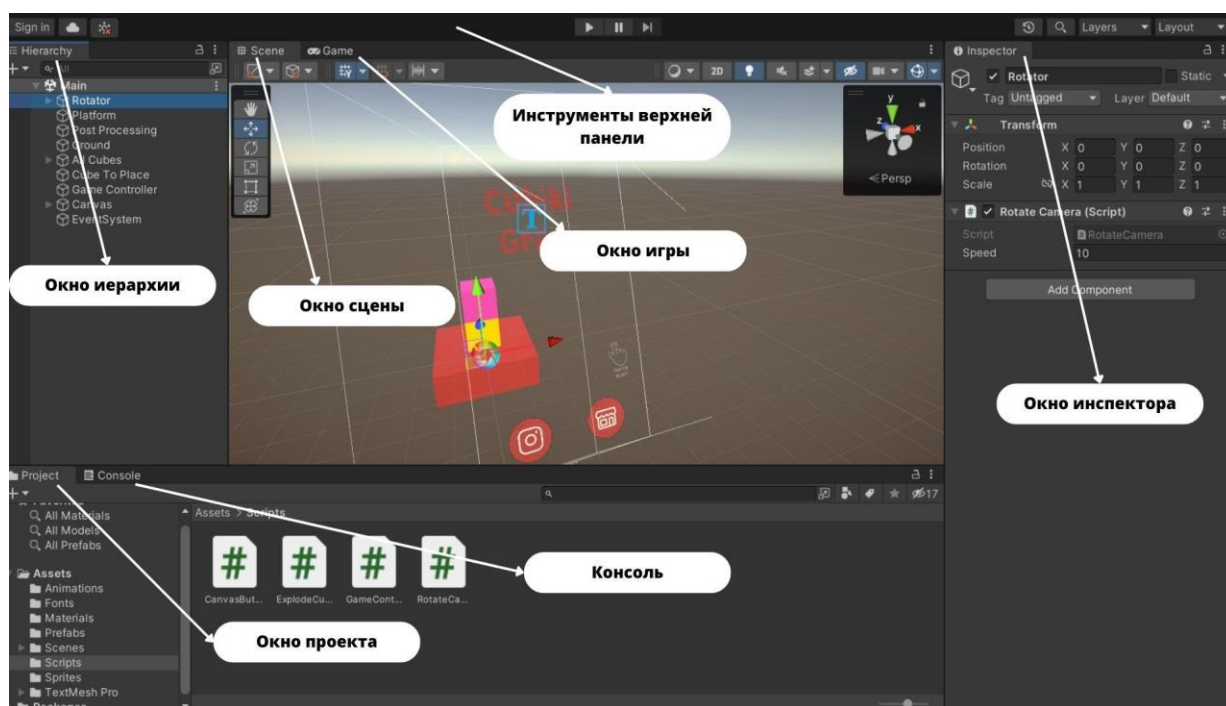 Sign in
Layers
Layout
Hierarchy
Scene
Game
Inspector
All
2D
Main
Rotator
Platform
Post Processing
Ground
All Cubes
Cube To Place
Game Controller
Canvas
EventSystem
Инструменты верхней
панели
y
z
x
Persp
Cubiki
T
Окно игры
Окно иерархии
Окно сцены
Rotator
Static
Tag Untagged
Layer Default
Transform
Position X 0 Y 0 Z 0
Rotation X 0 Y 0 Z 0
Scale X 1 Y 1 Z 1
# Rotate Camera (Script)
Script RotateCamera
Speed 10
Add Component
Окно инспектора
Project
Console
17
All Materials
All Models
All Prefabs
Assets
Animations
Fonts
Materials
Prefabs
Scenes
Scripts
Sprites
TextMesh Pro
Assets > Scripts
# # # #
CanvasBut... ExplodeCu... GameCont... RotateCa...
Консоль
Окно проекта